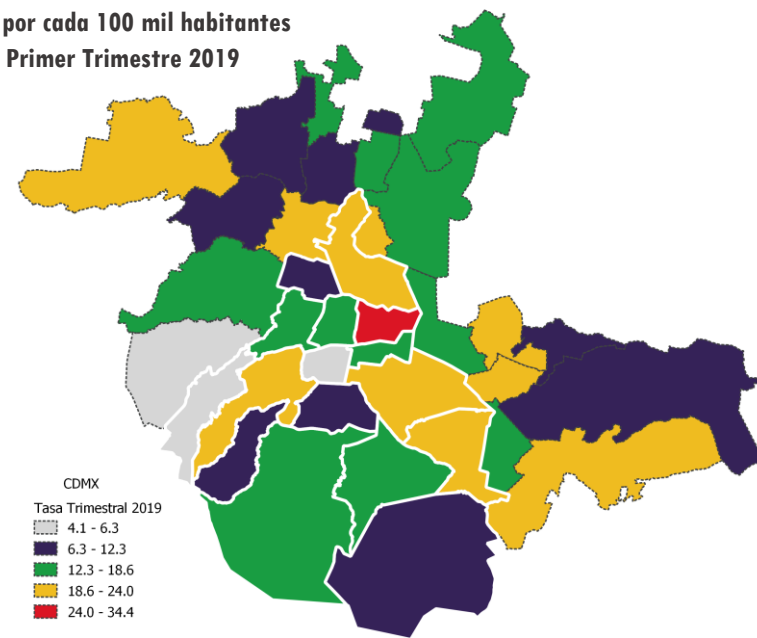 por cada 100 mil habitantes
Primer Trimestre 2019
CDMX
Tasa Trimestral 2019
4.1 - 6.3
6.3 - 12.3
12.3 - 18.6
18.6 - 24.0
24.0 - 34.4